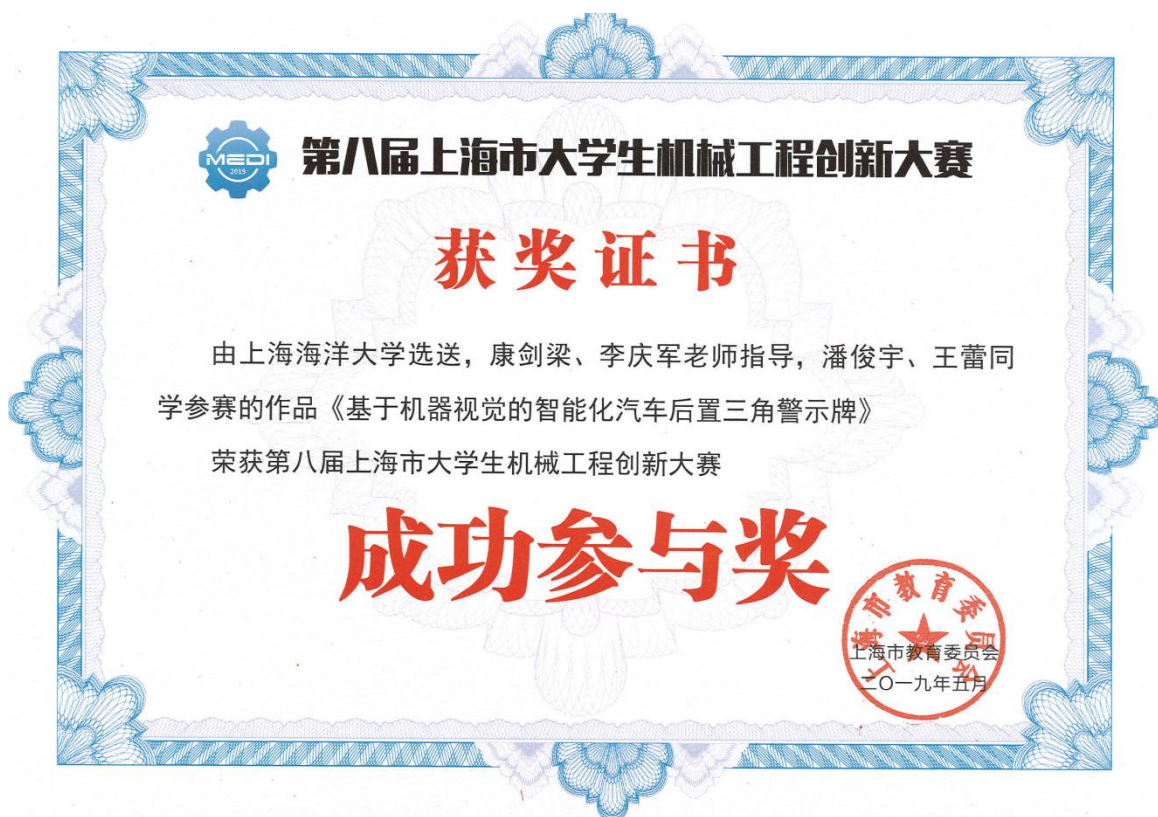 MEDI
2019
第八届上海市大学生机械工程创新大赛
获奖证书
由上海海洋大学选送，康剑梁、李庆军老师指导，潘俊宇、王蕾同
学参赛的作品《基于机器视觉的智能化汽车后置三角警示牌》
荣获第八届上海市大学生机械工程创新大赛
成功参与奖
上海市教育委员会
上海市教育委员会
二〇一九年五月